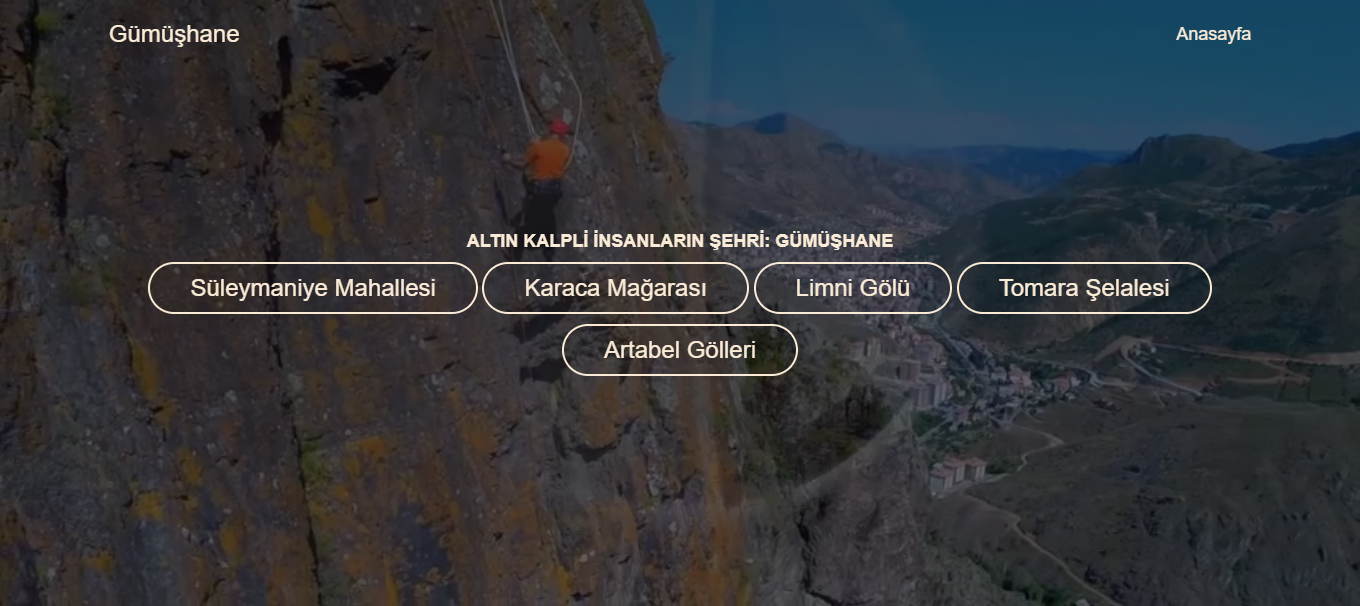 Gümüşhane
Anasayfa
ALTIN KALPLİ İNSANLARIN ŞEHRİ: GÜMÜŞHANE
Süleymaniye Mahallesi
Karaca Mağarası
Limni Gölü
Tomara Şelalesi
Artabel Gölleri